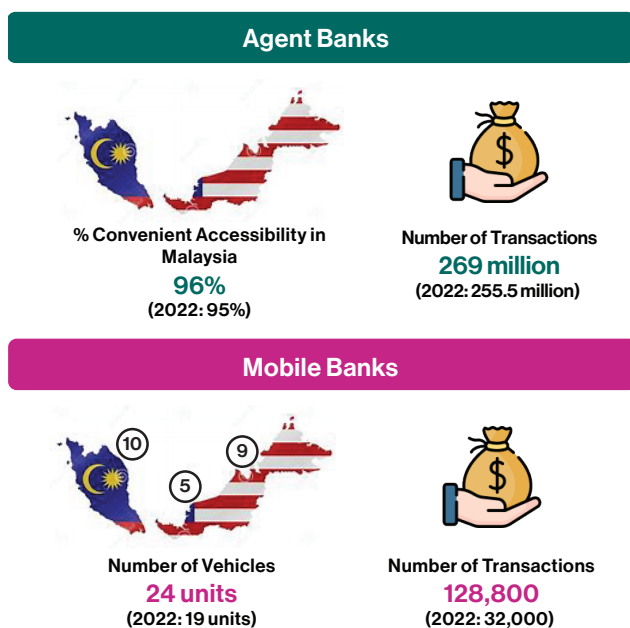 Agent Banks
% Convenient Accessibility in
Malaysia
96%
(2022: 95%)
$
Number of Transactions
269 million
(2022: 255.5 million)
Mobile Banks
10
9
5
Number of Vehicles
24 units
(2022: 19 units)
$
Number of Transactions
128,800
(2022: 32,000)